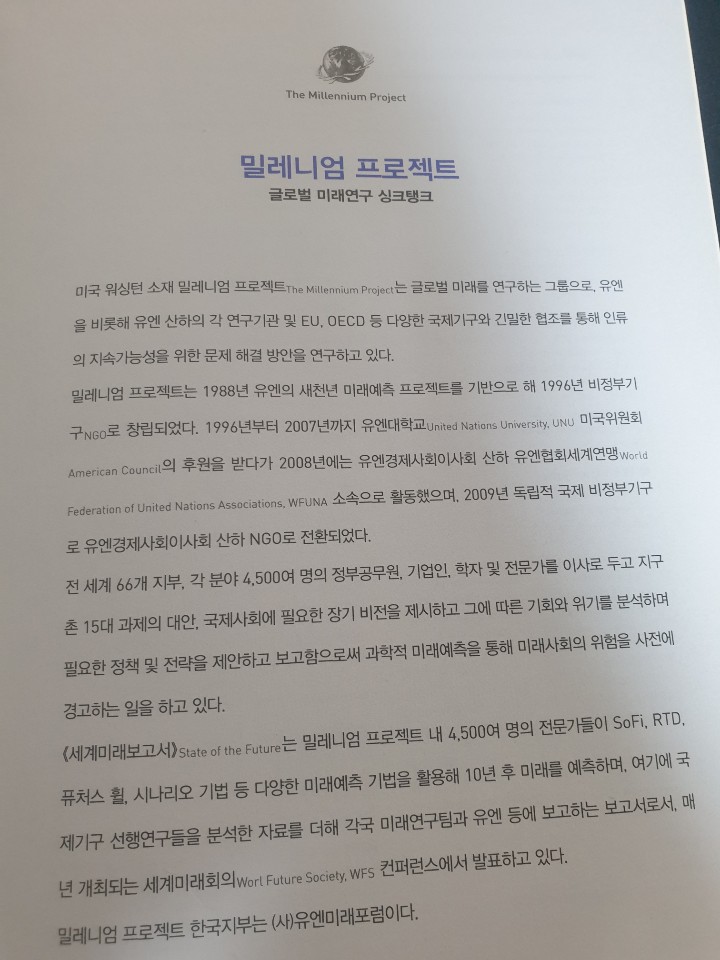 The Millennium Project
밀레니엄 프로젝트
글로벌 미래연구 싱크탱크
미국 워싱턴 소재 밀레니엄 프로젝트The Millennium Project는 글로벌 미래를 연구하는 그룹으로, 유엔
을 비롯해 유엔 산하의 각 연구기관 및 EU, OECD 등 다양한 국제기구와 긴밀한 협조를 통해 인류
의 지속가능성을 위한 문제 해결 방안을 연구하고 있다.
밀레니엄 프로젝트는 1988년 유엔의 새천년 미래예측 프로젝트를 기반으로 해 1996년 비정부기
구NGO로 창립되었다. 1996년부터 2007년까지 유엔대학교United Nations University, UNU 미국위원회
American Council의 후원을 받다가 2008년에는 유엔경제사회이사회 산하 유엔협회세계연맹World
Federation of United Nations Associations, WFUNA 소속으로 활동했으며, 2009년 독립적 국제 비정부기구
로 유엔경제사회이사회 산하 NGO로 전환되었다.
전 세계 66개 지부, 각 분야 4,500여 명의 정부공무원, 기업인, 학자 및 전문가를 이사로 두고 지구
촌 15대 과제의 대안, 국제사회에 필요한 장기 비전을 제시하고 그에 따른 기회와 위기를 분석하며
필요한 정책 및 전략을 제안하고 보고함으로써 과학적 미래예측을 통해 미래사회의 위험을 사전에
경고하는 일을 하고 있다.
《세계미래보고서》State of the Future는 밀레니엄 프로젝트 내 4,500여 명의 전문가들이 SoFi, RTD,
퓨처스 휠, 시나리오 기법 등 다양한 미래예측 기법을 활용해 10년 후 미래를 예측하며, 여기에 국
제기구 선행연구들을 분석한 자료를 더해 각국 미래연구팀과 유엔 등에 보고하는 보고서로서, 매
년 개최되는 세계미래회의Worl Future Society, WFS 컨퍼런스에서 발표하고 있다.
밀레니엄 프로젝트 한국지부는 (사)유엔미래포럼이다.